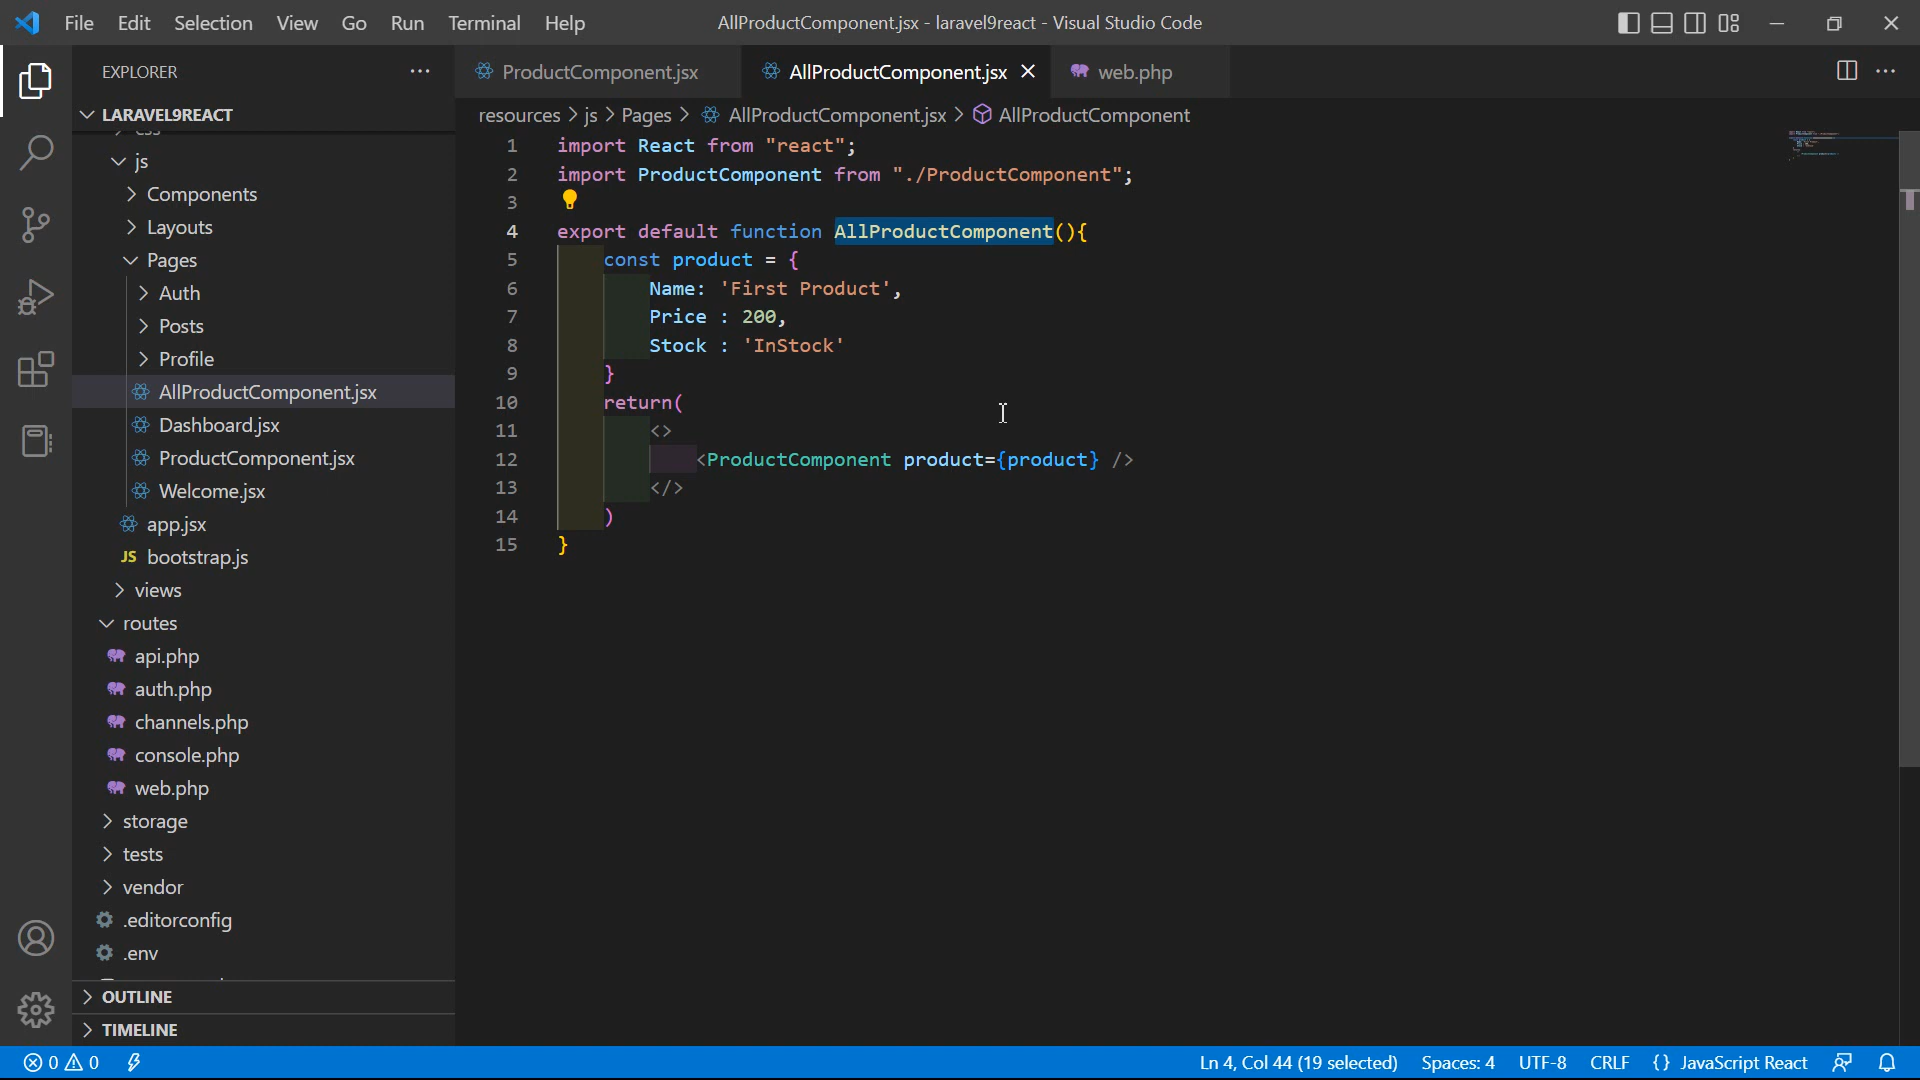 File Edit Selection View Go Run Terminal Help
AllProductComponent.jsx - laravel9react - Visual Studio Code
EXPLORER
LARAVEL9REACT
css
js
Components
Layouts
Pages
Auth
Posts
Profile
AllProductComponent.jsx
Dashboard.jsx
ProductComponent.jsx
Welcome.jsx
app.jsx
JS bootstrap.js
views
routes
api.php
auth.php
channels.php
console.php
web.php
storage
tests
vendor
.editorconfig
.env
OUTLINE
TIMELINE
ProductComponent.jsx AllProductComponent.jsx web.php
resources > js > Pages > AllProductComponent.jsx > AllProductComponent
1 import React from "react";
2 import ProductComponent from "./ProductComponent";
3
4 export default function AllProductComponent(){
5 const product = {
6 Name: 'First Product',
7 Price : 200,
8 Stock : 'InStock'
9 }
10 return(
11 <>
12 <ProductComponent product={product} />
13 </>
14 )
15 }
0 0 Ln 4, Col 44 (19 selected) Spaces: 4 UTF-8 CRLF {} JavaScript React